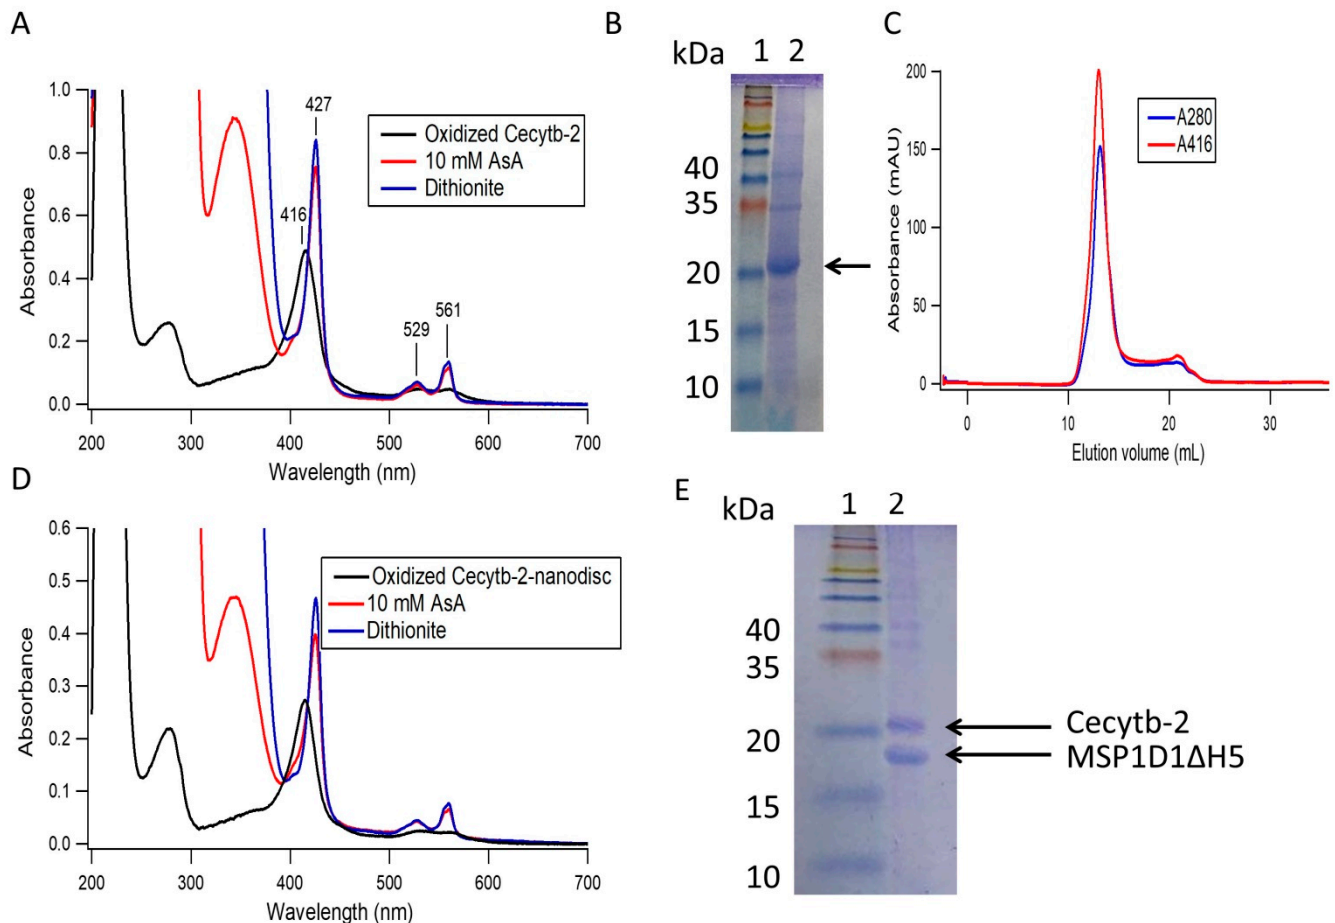 A
1.0
0.8
0.6
0.4
0.2
0.0
Absorbance
427
416
529
561
Oxidized Cecytb-2
10 mM AsA
Dithionite
200 300 400 500 600 700
Wavelength (nm)
B
kDa 1 2
40
35
20
15
10
C
200
150
100
50
0
Absorbance (mAU)
A280
A416
0 10 20 30
Elution volume (mL)
D
0.6
0.5
0.4
0.3
0.2
0.1
0.0
Absorbance
Oxidized Cecytb-2-nanodisc
10 mM AsA
Dithionite
200 300 400 500 600 700
Wavelength (nm)
E
kDa 1 2
40
35
20
15
10
Cecytb-2
MSP1D1ΔH5